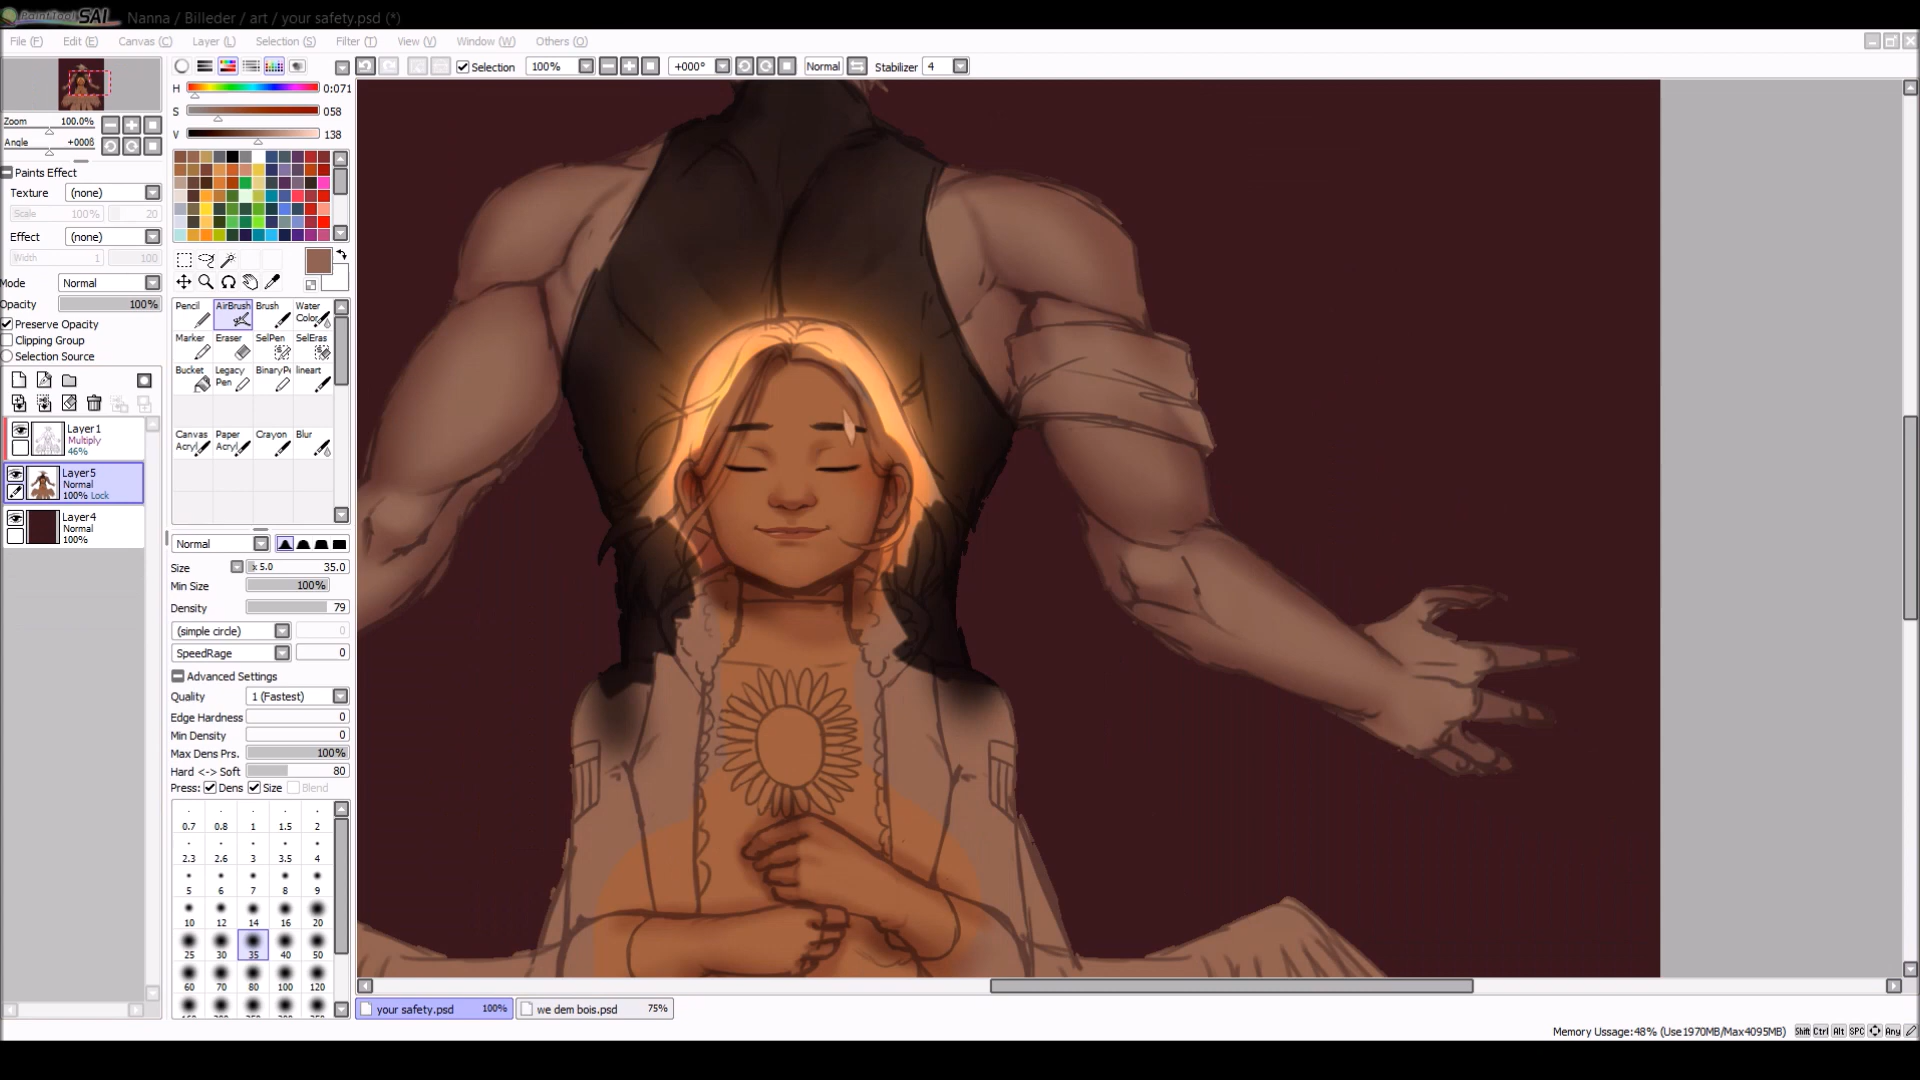 PaintTool SAI Nanna / Billeder / art / your safety.psd (*)
File (F) Edit (E) Canvas (C) Layer (L) Selection (S) Filter (T) View (V) Window (W) Others (O)
Selection 100% +000° Normal Stabilizer 4
H 0:071
S 058
V 138
Zoom 100.0%
Angle +000ß
Paints Effect
Texture (none)
Scale 100% 20
Effect (none)
Width 1 100
Mode Normal
Opacity 100%
Preserve Opacity
Clipping Group
Selection Source
Layer1
Multiply
46%
Layer5
Normal
100% Lock
Layer4
Normal
100%
Pencil AirBrush Brush Water Color
Marker Eraser SelPen SelEras
Bucket Legacy Pen BinaryPe lineart
Canvas Acryl Paper Acryl Crayon Blur
Normal
Size x 5.0 35.0
Min Size 100%
Density 79
(simple circle) 0
SpeedRage 0
Advanced Settings
Quality 1 (Fastest)
Edge Hardness 0
Min Density 0
Max Dens Prs. 100%
Hard <-> Soft 80
Press: Dens Size Blend
0.7 0.8 1 1.5 2
2.3 2.6 3 3.5 4
5 6 7 8 9
10 12 14 16 20
25 30 35 40 50
60 70 80 100 120
your safety.psd 100% we dem bois.psd 75%
Memory Ussage:48% (Use1970MB/Max4095MB) Shift Ctrl Alt SPC Any